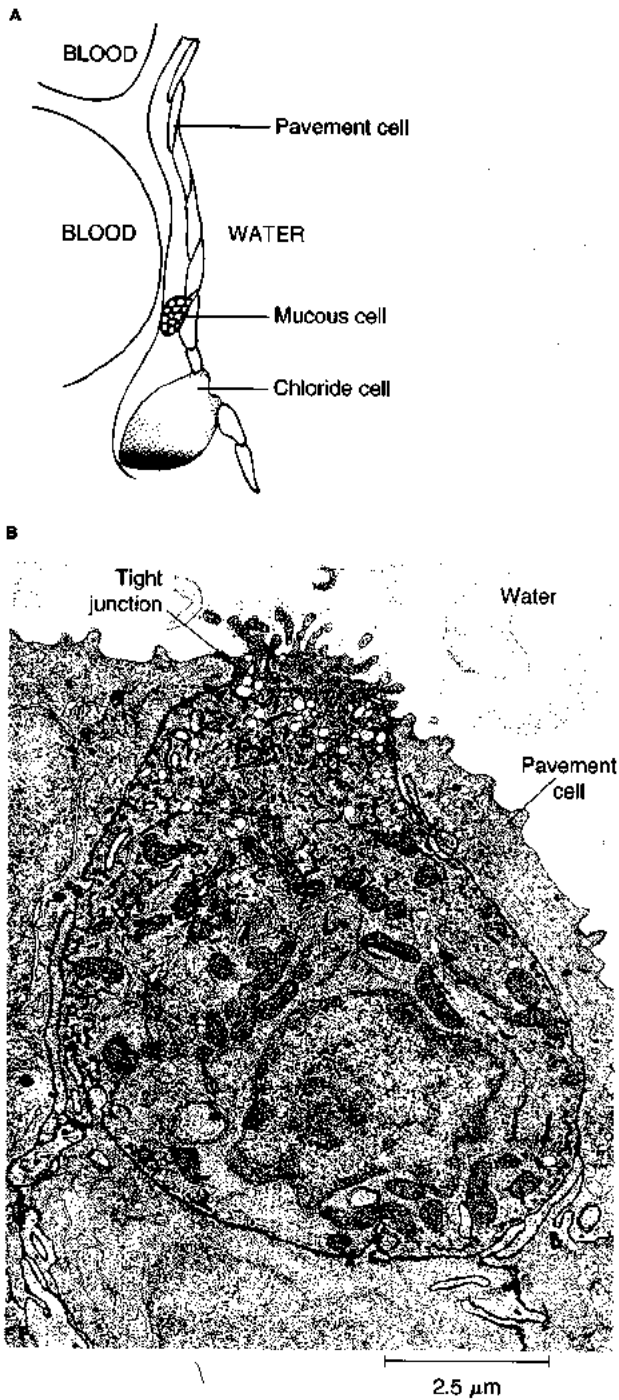 A
BLOOD
Pavement cell
BLOOD
WATER
Mucous cell
Chloride cell
B
Tight
junction
Water
Pavement
cell
2.5 μm